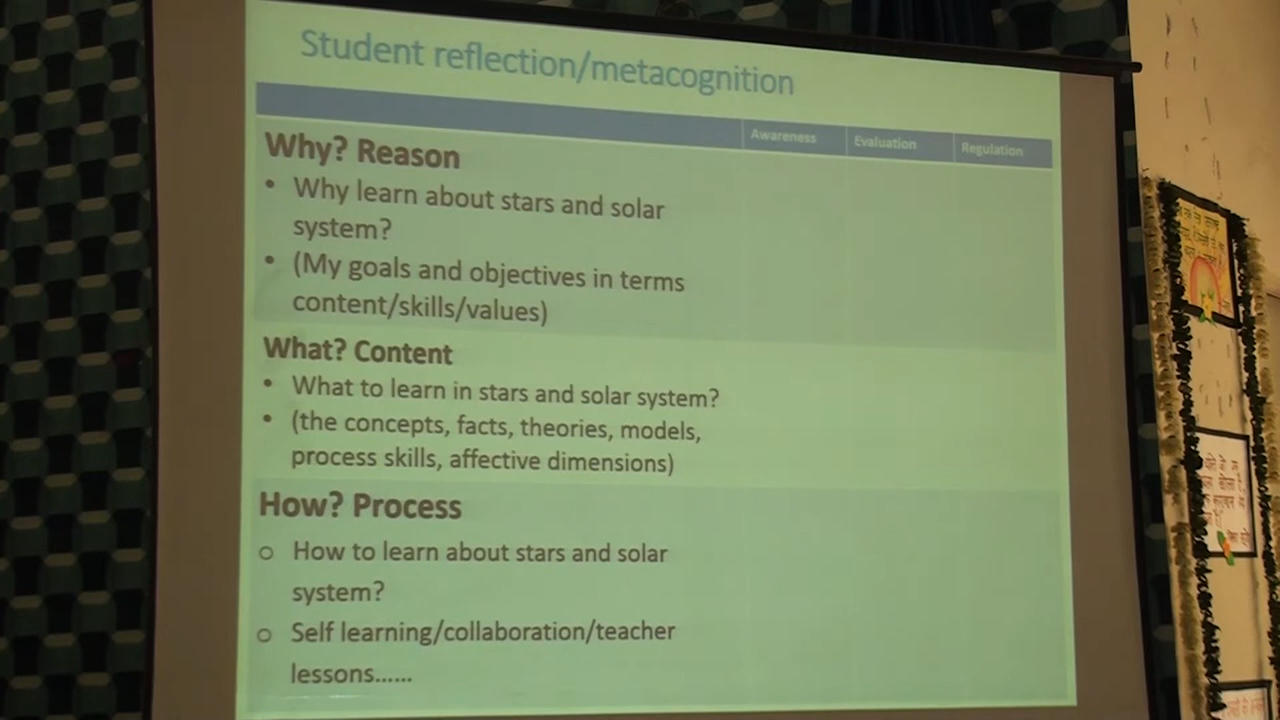 Student reflection/metacognition
Awareness
Evaluation
Regulation
Why? Reason
• Why learn about stars and solar
system?
• (My goals and objectives in terms
content/skills/values)
What? Content
• What to learn in stars and solar system?
• (the concepts, facts, theories, models,
process skills, affective dimensions)
How? Process
o How to learn about stars and solar
system?
o Self learning/collaboration/teacher
lessons......